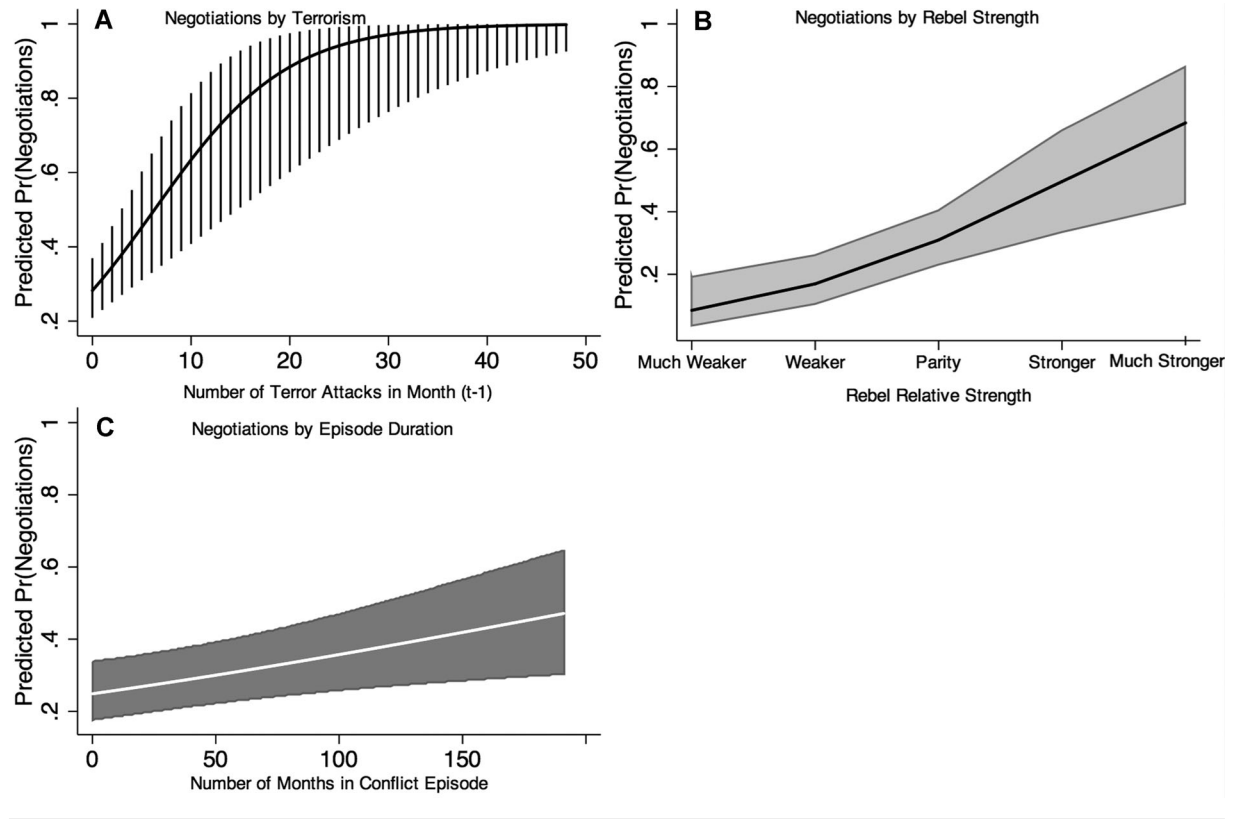 A
Negotiations by Terrorism
Predicted Pr(Negotiations)
1
.8
.6
.4
.2
0 10 20 30 40 50
Number of Terror Attacks in Month (t-1)
B
Negotiations by Rebel Strength
Predicted Pr(Negotiations)
1
.8
.6
.4
.2
Much Weaker Weaker Parity Stronger Much Stronger
Rebel Relative Strength
C
Negotiations by Episode Duration
Predicted Pr(Negotiations)
1
.8
.6
.4
.2
0 50 100 150
Number of Months in Conflict Episode